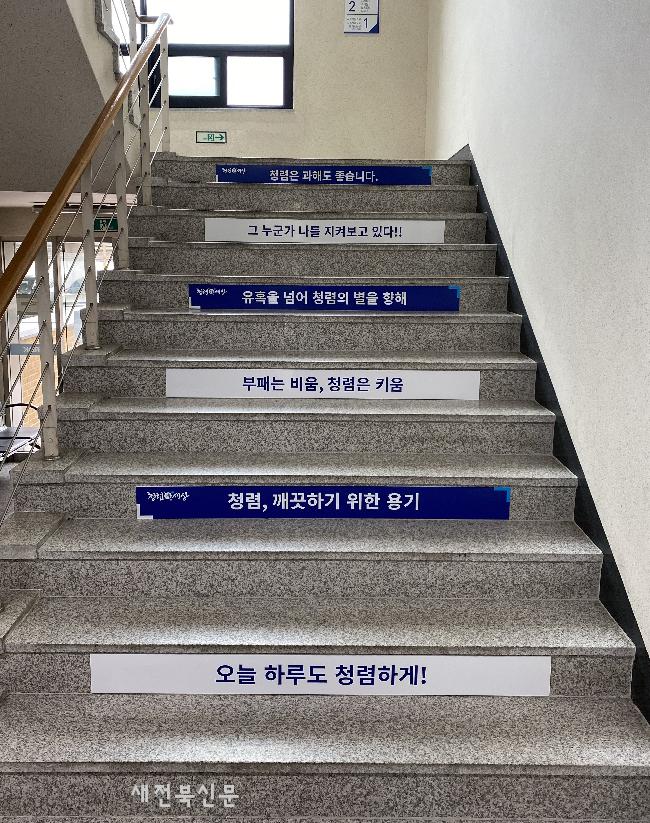 2
1
청렴은 과해도 좋습니다.
그 누군가 나를 지켜보고 있다!!
유혹을 넘어 청렴의 별을 향해
부패는 비움, 청렴은 키움
청렴, 깨끗하기 위한 용기
오늘 하루도 청렴하게!
새전북신문